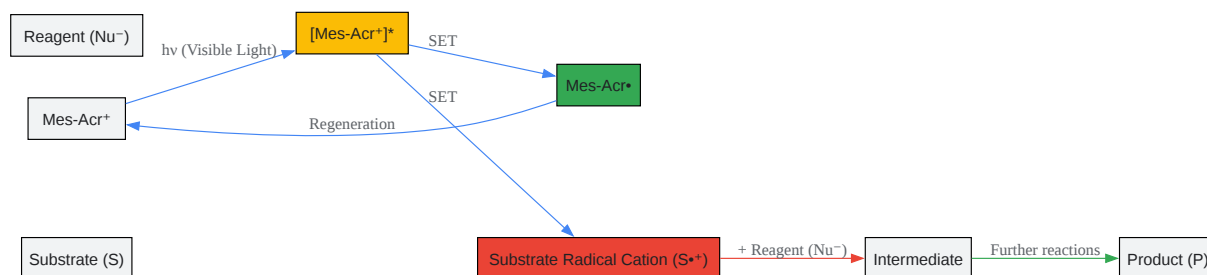 Reagent (Nu⁻)
[Mes-Acr⁺]*
hν (Visible Light)
SET
Mes-Acr•
SET
Mes-Acr⁺
Regeneration
Substrate (S)
Substrate Radical Cation (S•⁺)
+ Reagent (Nu⁻)
Intermediate
Further reactions
Product (P)